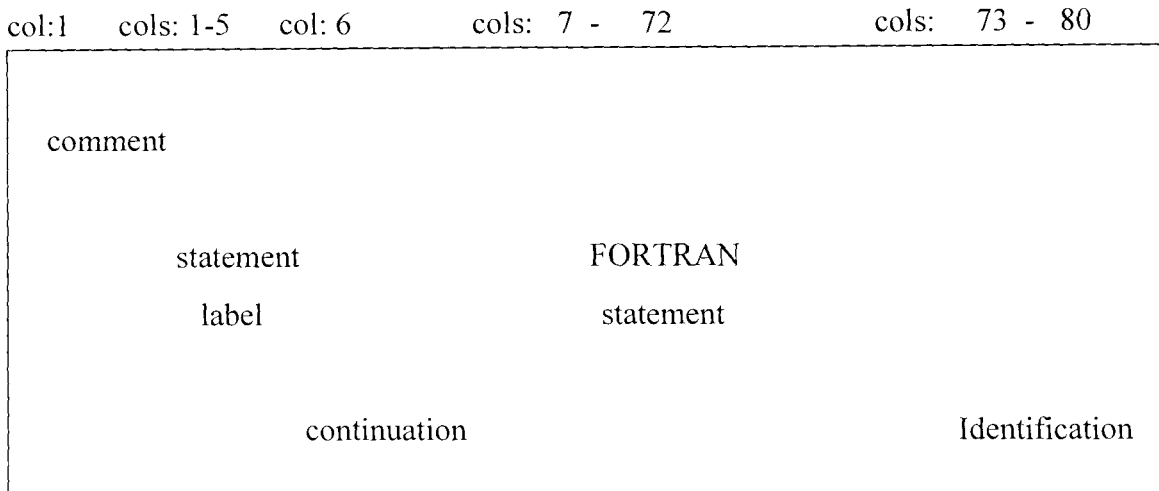 col:1 cols: 1-5 col: 6 cols: 7 - 72 cols: 73 - 80
comment
statement FORTRAN
label statement
continuation Identification